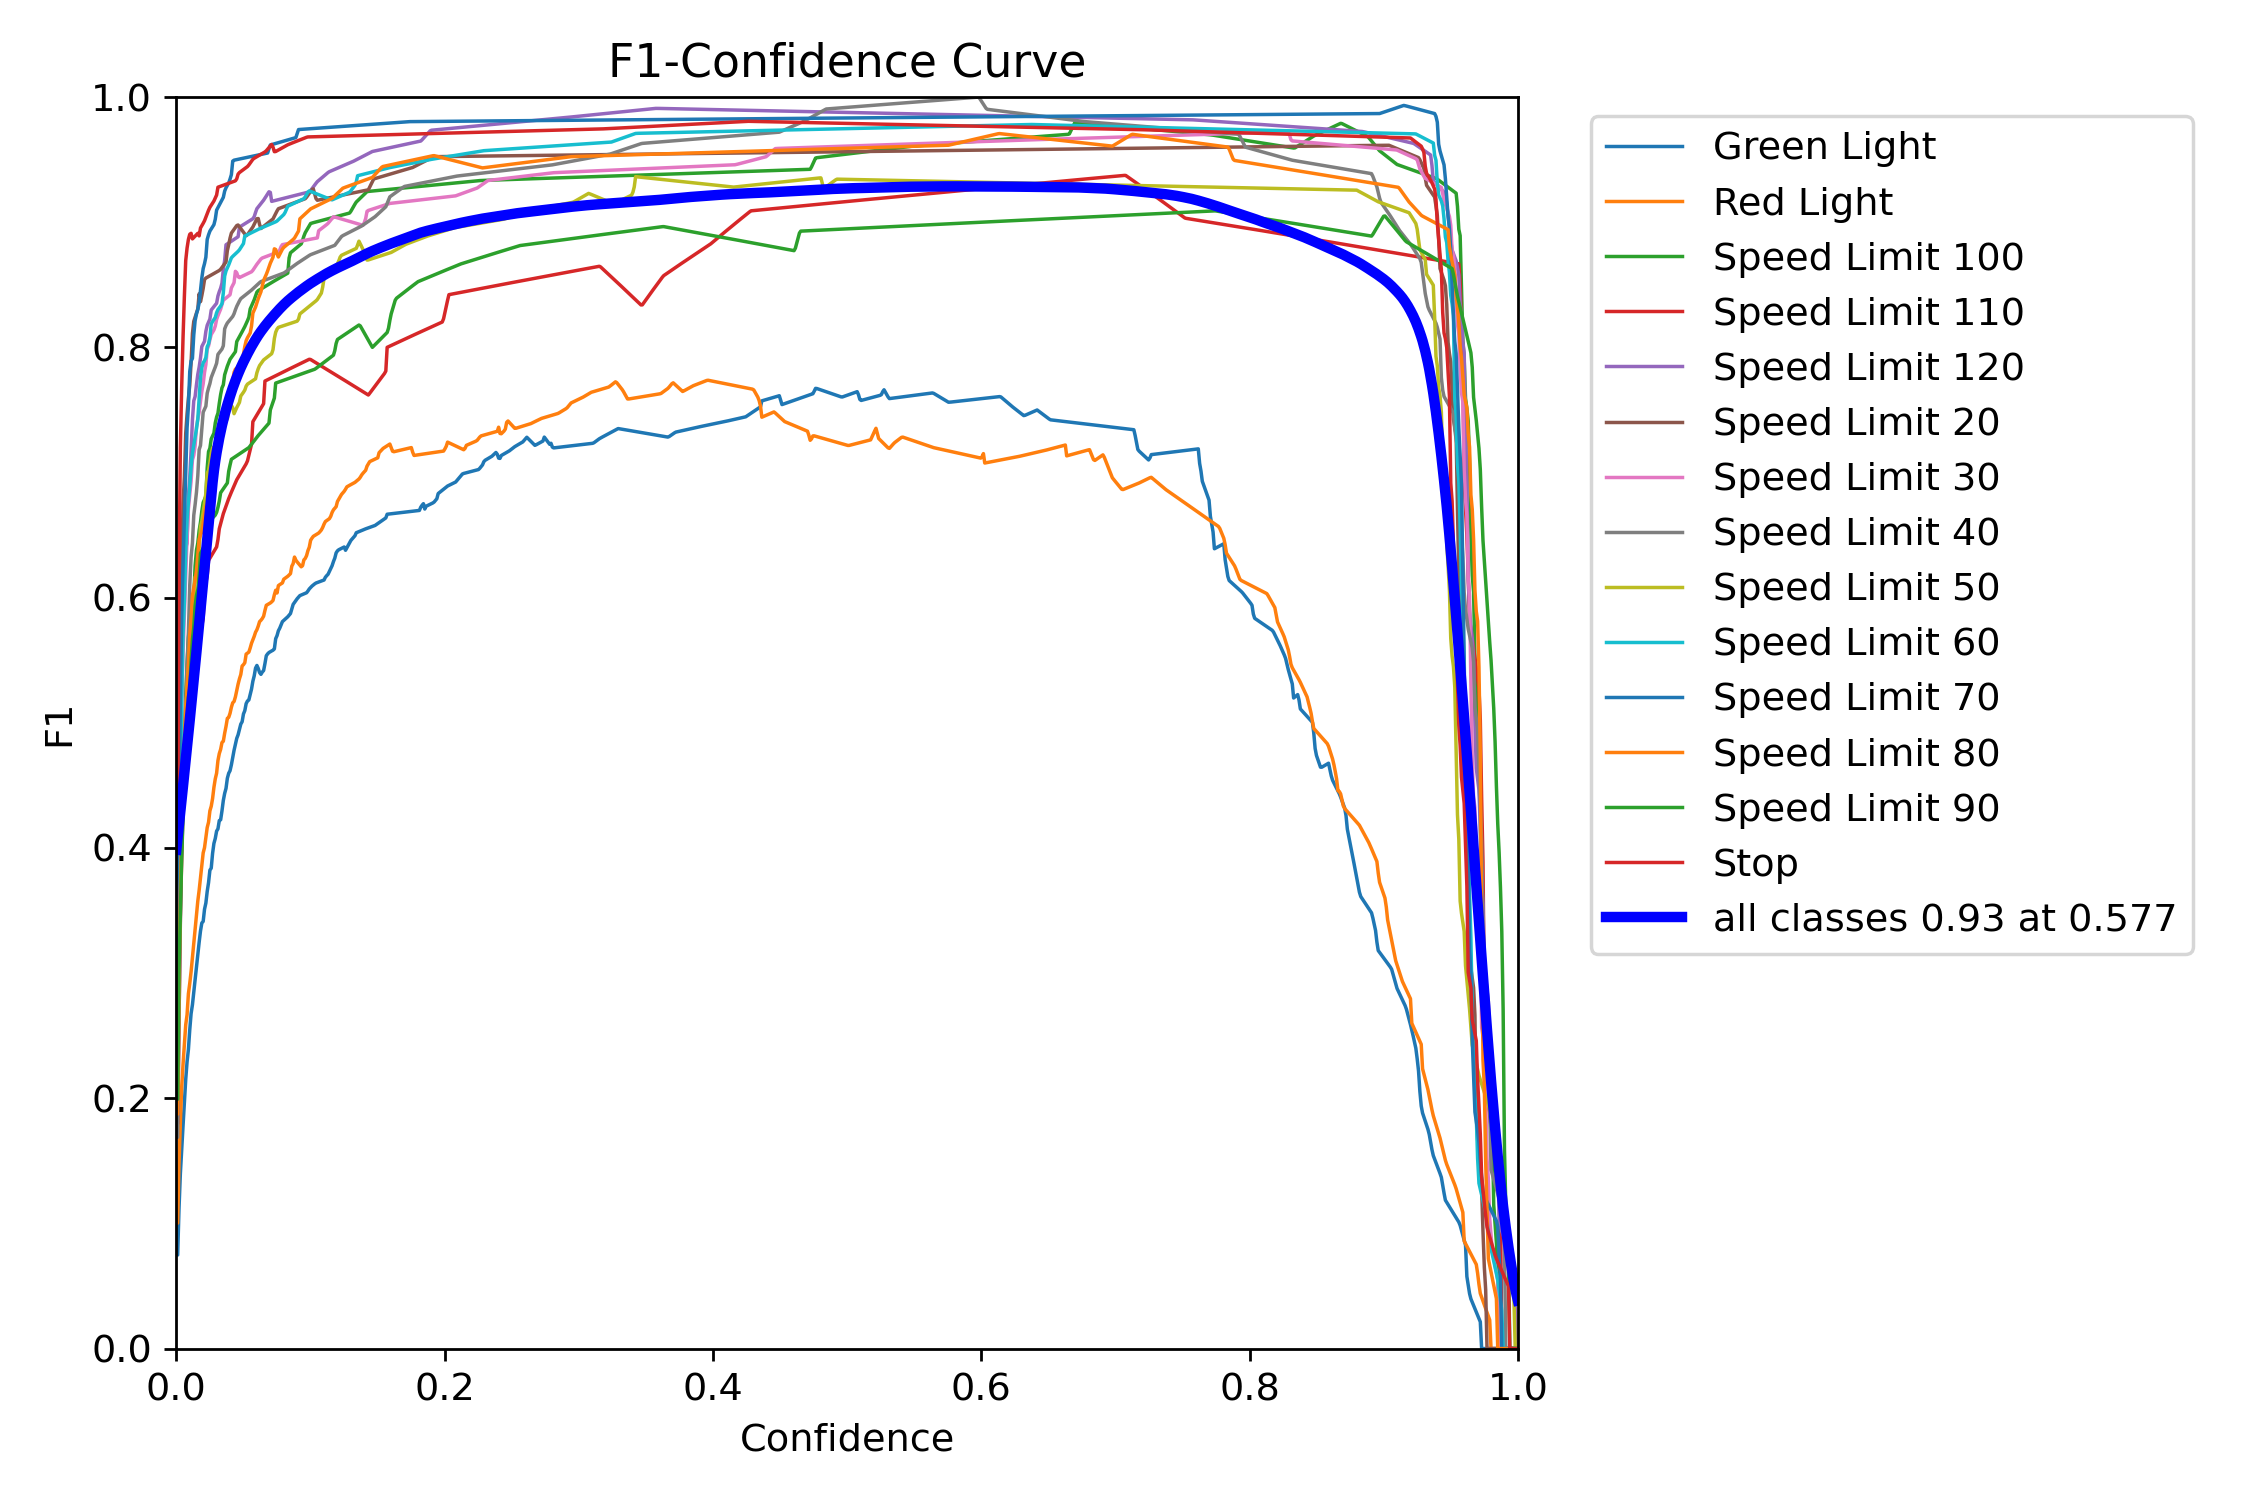 F1-Confidence Curve
1.0
0.8
0.6
0.4
0.2
0.0
F1
0.0 0.2 0.4 0.6 0.8 1.0
Confidence
Green Light
Red Light
Speed Limit 100
Speed Limit 110
Speed Limit 120
Speed Limit 20
Speed Limit 30
Speed Limit 40
Speed Limit 50
Speed Limit 60
Speed Limit 70
Speed Limit 80
Speed Limit 90
Stop
all classes 0.93 at 0.577